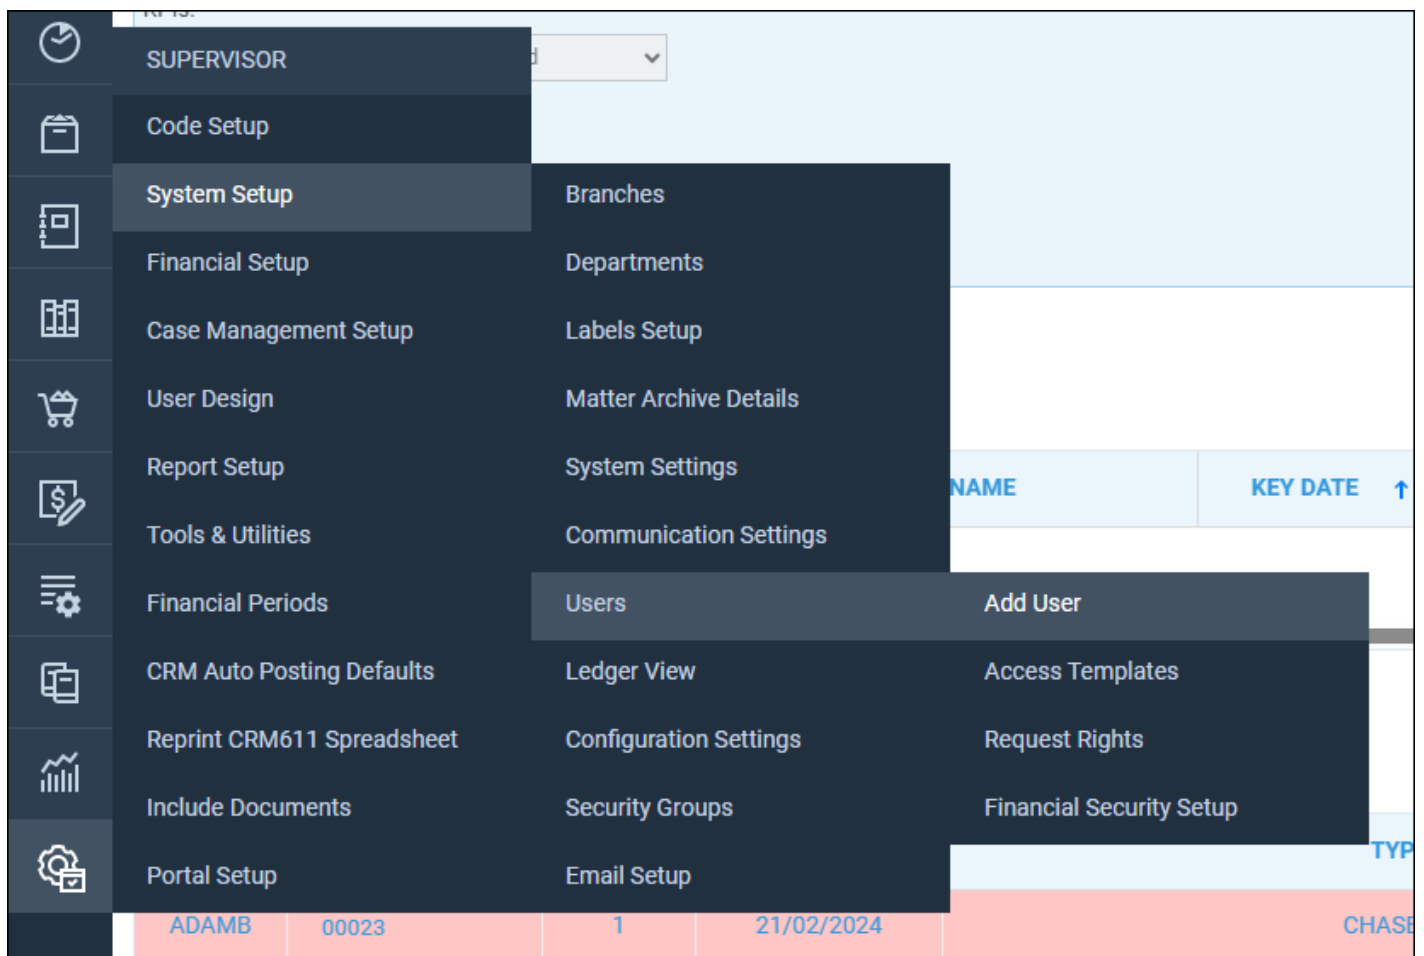 KPIs:
SUPERVISOR
Code Setup
System Setup
Financial Setup
Case Management Setup
User Design
Report Setup
Tools & Utilities
Financial Periods
CRM Auto Posting Defaults
Reprint CRM611 Spreadsheet
Include Documents
Portal Setup
Branches
Departments
Labels Setup
Matter Archive Details
System Settings
Communication Settings
Users
Ledger View
Configuration Settings
Security Groups
Email Setup
Add User
Access Templates
Request Rights
Financial Security Setup
NAME KEY DATE ↑
TYP
ADAMB 00023 1 21/02/2024 CHASE